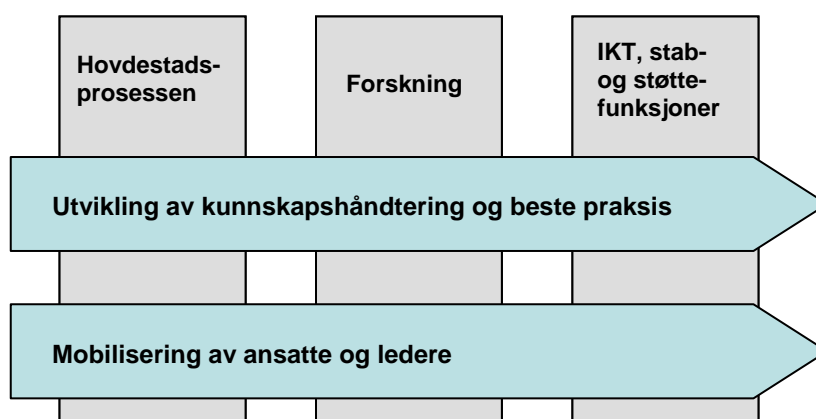 Hovdestads-
prosessen
Forskning
IKT, stab-
og støtte-
funksjoner
Utvikling av kunnskapshåndtering og beste praksis
Mobilisering av ansatte og ledere